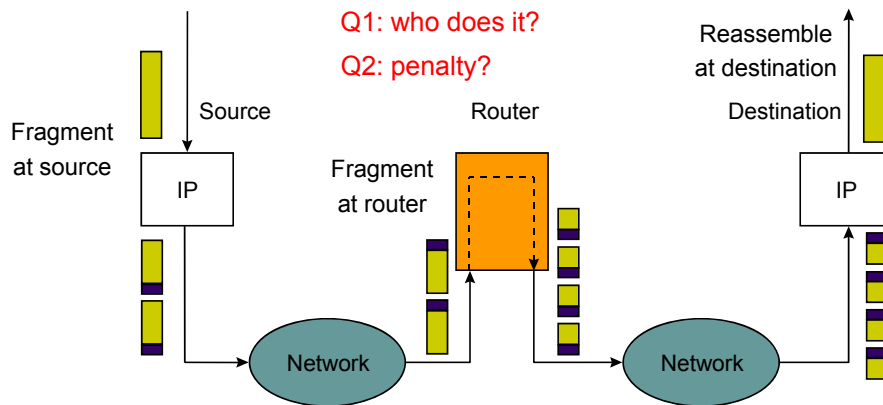 Q1: who does it?
Q2: penalty?
Reassemble
at destination
Source
Router
Destination
Fragment
at source
Fragment
at router
IP
IP
Network
Network